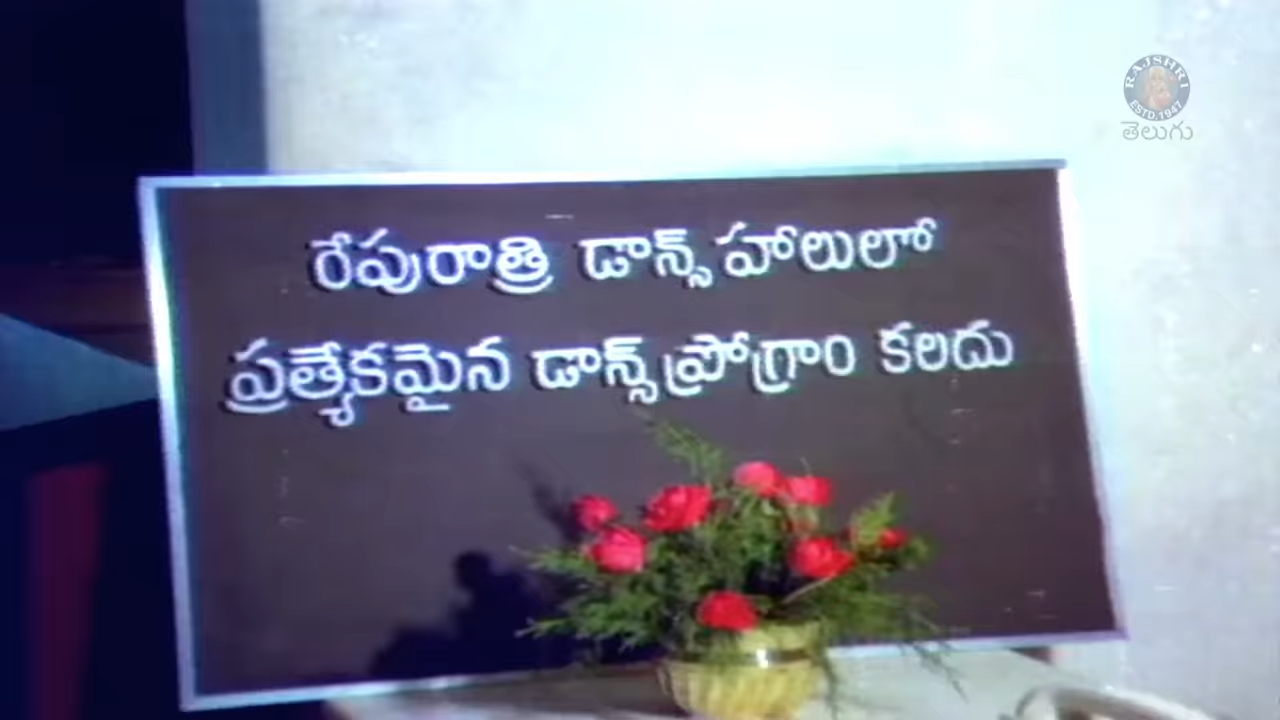 RAJSHRI
ESTD.1947
తెలుగు
రేపురాత్రి డాన్స్ హాలులో
ప్రత్యేకమైన డాన్స్ ప్రోగ్రాం కలదు